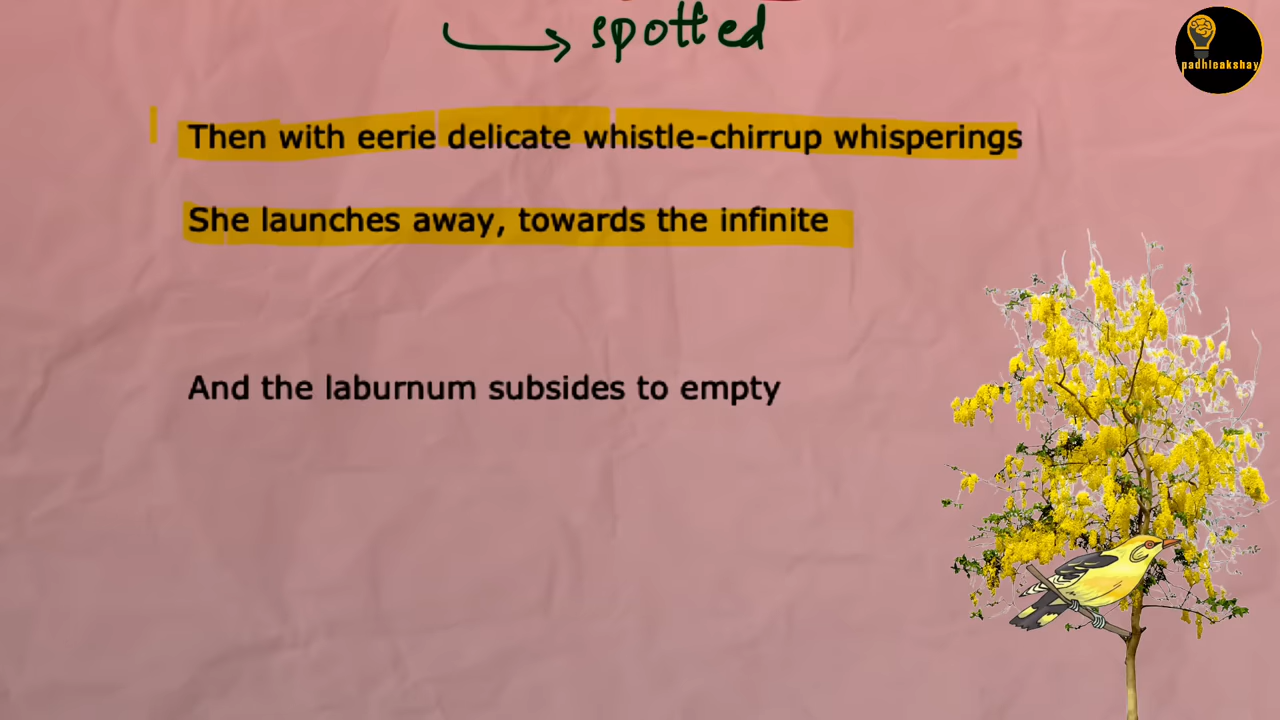 spotted
padhleakshay
Then with eerie delicate whistle-chirrup whisperings
She launches away, towards the infinite
And the laburnum subsides to empty